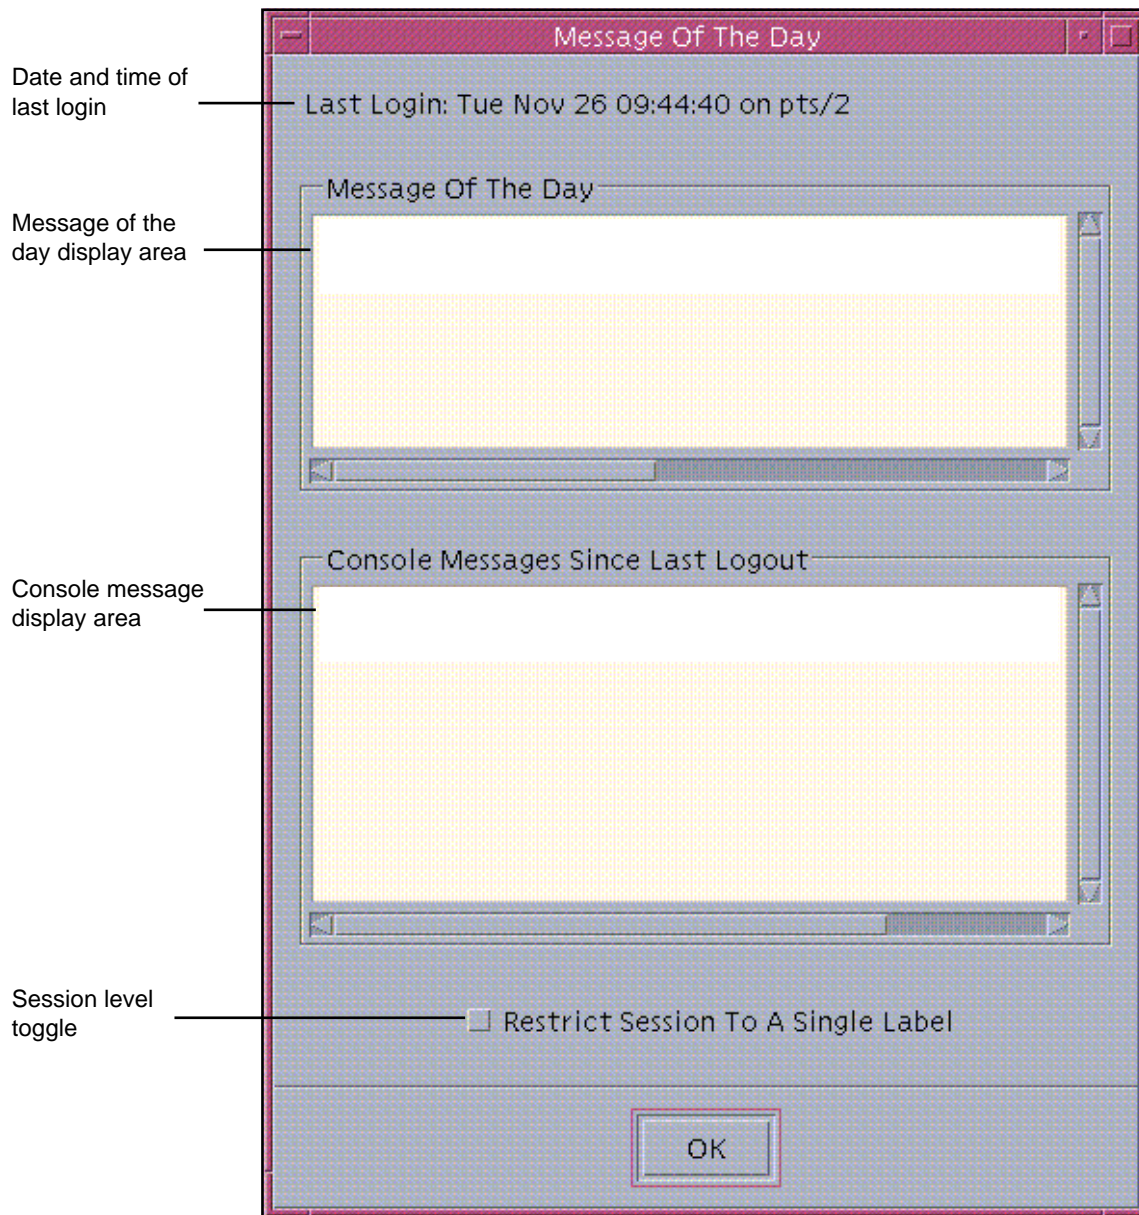 Message Of The Day
Date and time of
last login
Last Login: Tue Nov 26 09:44:40 on pts/2
Message Of The Day
Message of the
day display area
Console Messages Since Last Logout
Console message
display area
Session level
toggle
Restrict Session To A Single Label
OK